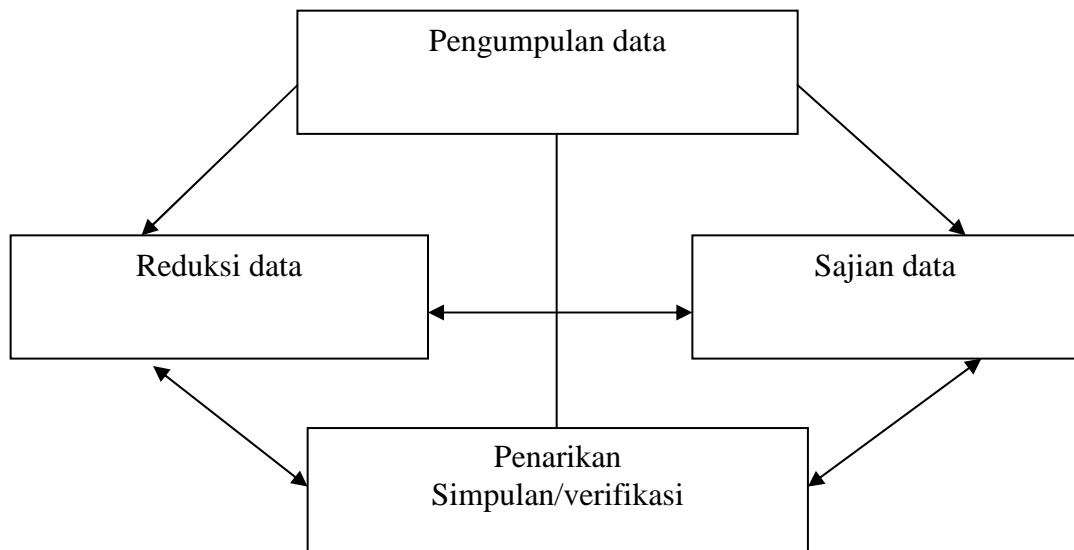 Pengumpulan data
Reduksi data
Sajian data
Penarikan
Simpulan/verifikasi